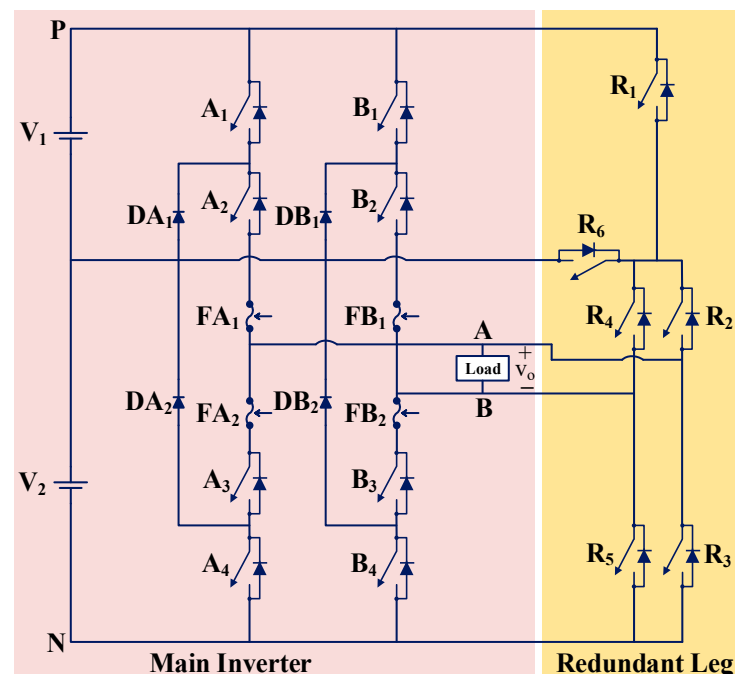 P
A₁
B₁
R₁
V₁
A₂
B₂
DA₁
DB₁
R₆
FA₁
FB₁
R₄
R₂
A
Load
+
vₒ
−
B
DA₂
FA₂
DB₂
FB₂
V₂
A₃
B₃
R₅
R₃
A₄
B₄
N
Main Inverter
Redundant Leg